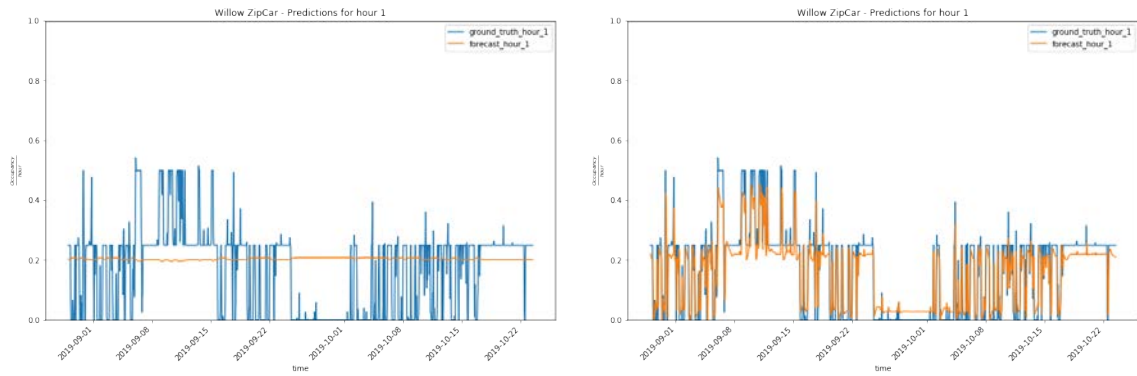 Willow ZipCar - Predictions for hour 1
1.0
0.8
0.6
0.4
0.2
0.0
Occupancy
hour
ground_truth_hour_1
forecast_hour_1
2019-09-01
2019-09-08
2019-09-15
2019-09-22
2019-10-01
2019-10-08
2019-10-15
2019-10-22
time
Willow ZipCar - Predictions for hour 1
1.0
0.8
0.6
0.4
0.2
0.0
Occupancy
hour
ground_truth_hour_1
forecast_hour_1
2019-09-01
2019-09-08
2019-09-15
2019-09-22
2019-10-01
2019-10-08
2019-10-15
2019-10-22
time